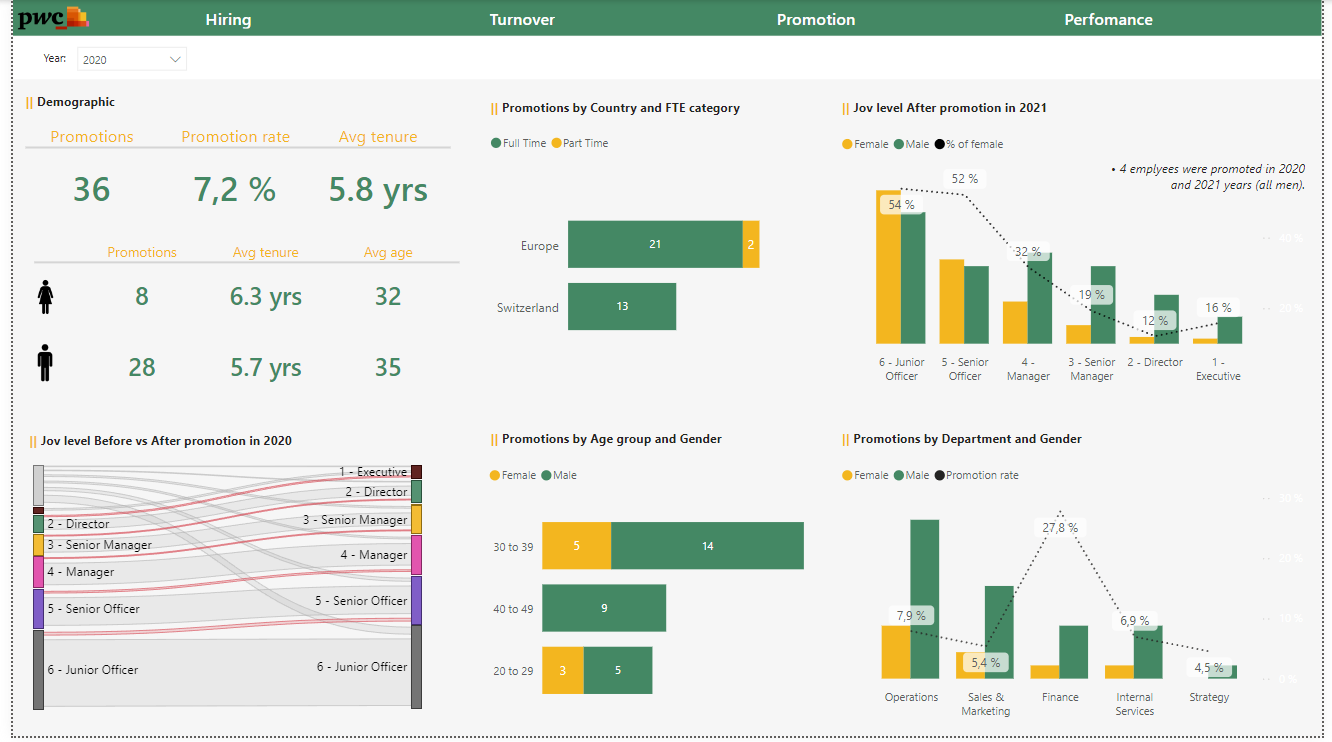 pwc
Hiring
Turnover
Promotion
Perfomance
Year:
2020
Demographic
Promotions
Promotion rate
Avg tenure
36
7,2 %
5.8 yrs
Promotions
Avg tenure
Avg age
8
6.3 yrs
32
28
5.7 yrs
35
Promotions by Country and FTE category
Full Time
Part Time
Europe
21
2
Switzerland
13
Jov level After promotion in 2021
Female
Male
% of female
• 4 emplyees were promoted in 2020
and 2021 years (all men).
54 %
52 %
32 %
19 %
12 %
16 %
40 %
20 %
6 - Junior
Officer
5 - Senior
Officer
4 -
Manager
3 - Senior
Manager
2 - Director
1 -
Executive
Jov level Before vs After promotion in 2020
2 - Director
3 - Senior Manager
4 - Manager
5 - Senior Officer
6 - Junior Officer
1 - Executive
2 - Director
3 - Senior Manager
4 - Manager
5 - Senior Officer
6 - Junior Officer
Promotions by Age group and Gender
Female
Male
30 to 39
5
14
40 to 49
9
20 to 29
3
5
Promotions by Department and Gender
Female
Male
Promotion rate
7,9 %
5,4 %
27,8 %
6,9 %
4,5 %
30 %
20 %
10 %
0 %
Operations
Sales &
Marketing
Finance
Internal
Services
Strategy